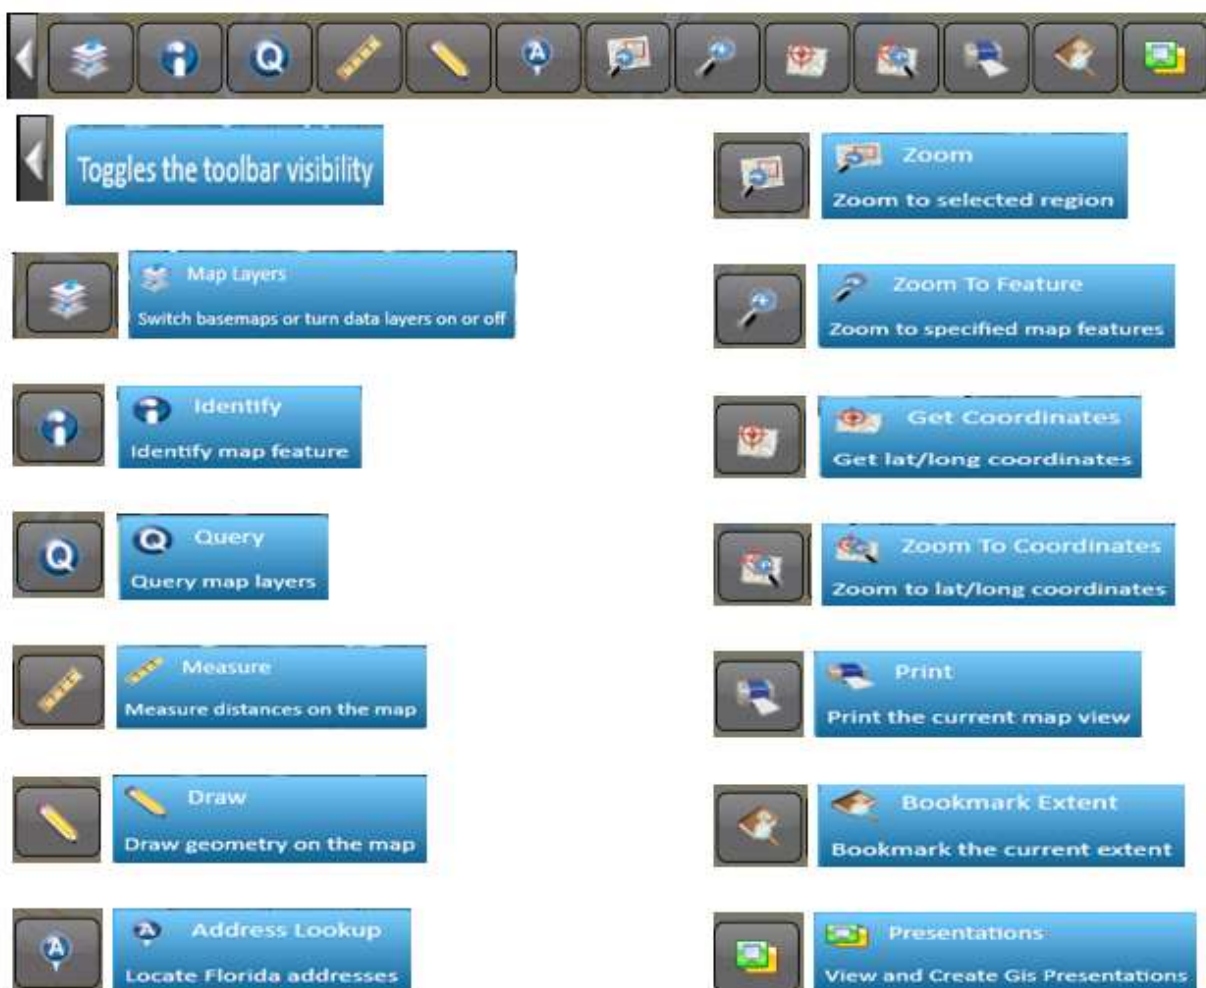 Toggles the toolbar visibility
Map Layers
Switch basemaps or turn data layers on or off
Identify
Identify map feature
Query
Query map layers
Measure
Measure distances on the map
Draw
Draw geometry on the map
Address Lookup
Locate Florida addresses
Zoom
Zoom to selected region
Zoom To Feature
Zoom to specified map features
Get Coordinates
Get lat/long coordinates
Zoom To Coordinates
Zoom to lat/long coordinates
Print
Print the current map view
Bookmark Extent
Bookmark the current extent
Presentations
View and Create Gis Presentations